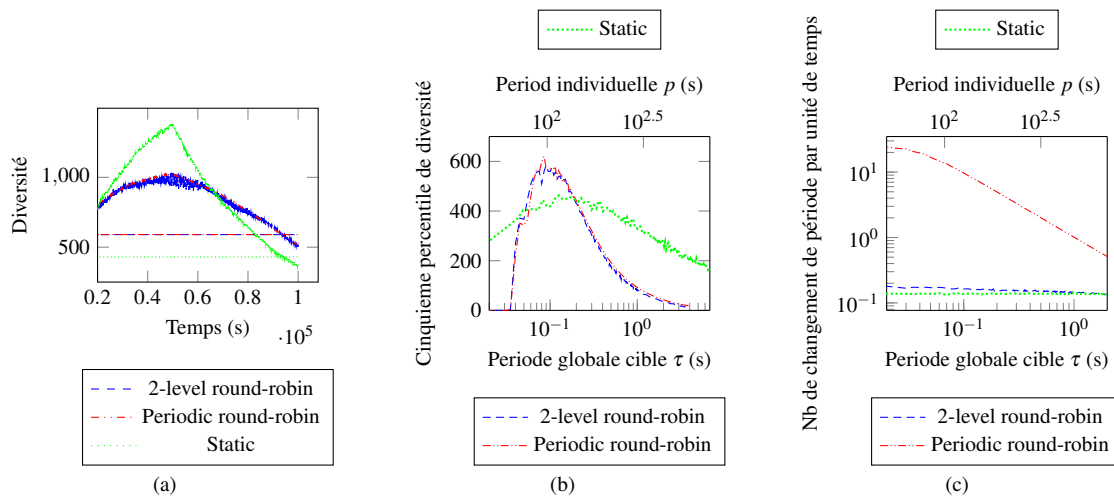 Diversité
1,000
500
0.2
0.4
0.6
0.8
1
Temps (s)
·10^5
2-level round-robin
Periodic round-robin
Static
(a)
Static
Period individuelle p (s)
10^2
10^2.5
Cinquieme percentile de diversité
600
400
200
0
10^−1
10^0
Periode globale cible τ (s)
2-level round-robin
Periodic round-robin
(b)
Static
Period individuelle p (s)
10^2
10^2.5
Nb de changement de période par unité de temps
10^1
10^0
10^−1
10^−1
10^0
Periode globale cible τ (s)
2-level round-robin
Periodic round-robin
(c)